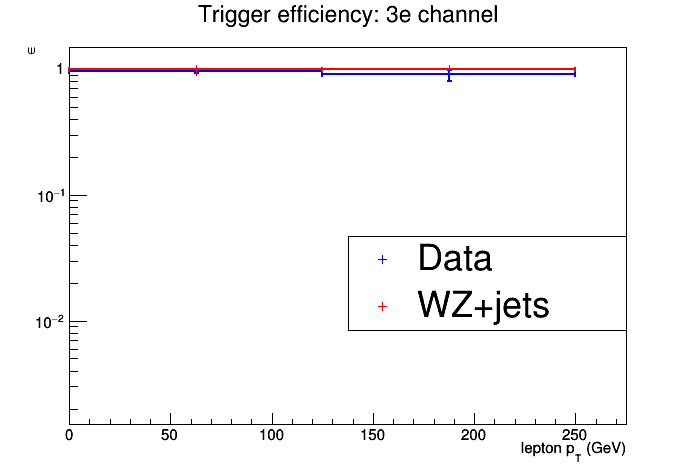 Trigger efficiency: 3e channel
∈
1
10⁻¹
10⁻²
Data
WZ+jets
0 50 100 150 200 250
lepton p_T (GeV)